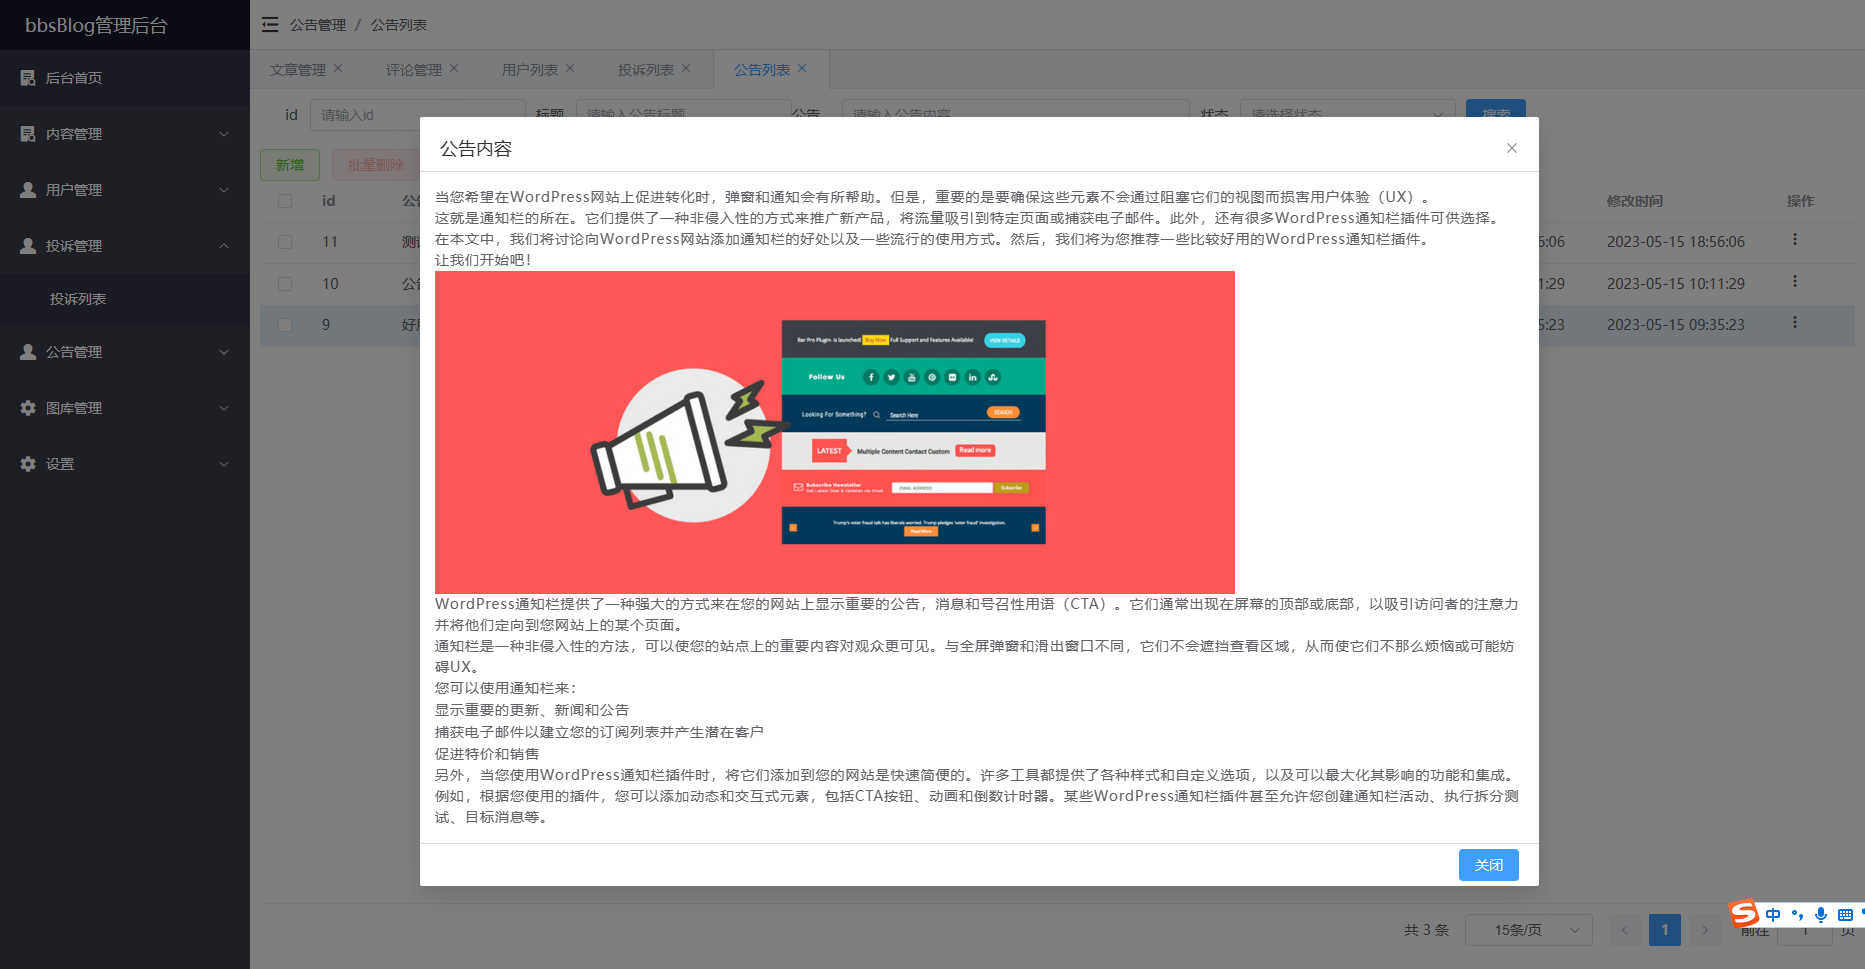 bbsBlog管理后台
公告管理 / 公告列表
后台首页
内容管理
用户管理
投诉管理
投诉列表
公告管理
图库管理
设置
文章管理
评论管理
用户列表
投诉列表
公告列表
id 请输入id 标题 请输入公告标题 公告 请输入公告内容 状态 请选择状态 搜索
新增 批量删除
id 修改时间 操作
11 6:06 2023-05-15 18:56:06
10 1:29 2023-05-15 10:11:29
9 5:23 2023-05-15 09:35:23
公告内容
当您希望在WordPress网站上促进转化时，弹窗和通知会有所帮助。但是，重要的是要确保这些元素不会通过阻塞它们的视图而损害用户体验（UX）。
这就是通知栏的所在。它们提供了一种非侵入性的方式来推广新产品，将流量吸引到特定页面或捕获电子邮件。此外，还有很多WordPress通知栏插件可供选择。
在本文中，我们将讨论向WordPress网站添加通知栏的好处以及一些流行的使用方式。然后，我们将为您推荐一些比较好用的WordPress通知栏插件。
让我们开始吧！
Bar Pro Plugin- is launched! Buy Now Full Support and Features Available! VIEW DETAILS
Follow Us
Looking For Something? Search Here SEARCH
LATEST Multiple Content Contact Custom Read more
Subscribe Newsletter
Get Latest Deal & Updates via Email
EMAIL ADDRESS Subscribe
Trump's voter fraud talk has liberals worried. Trump pledges 'voter fraud' investigation.
Read More
WordPress通知栏提供了一种强大的方式来在您的网站上显示重要的公告，消息和号召性用语（CTA）。它们通常出现在屏幕的顶部或底部，以吸引访问者的注意力
并将他们定向到您网站上的某个页面。
通知栏是一种非侵入性的方法，可以使您的站点上的重要内容对观众更可见。与全屏弹窗和滑出窗口不同，它们不会遮挡查看区域，从而使它们不那么烦恼或可能妨
碍UX。
您可以使用通知栏来：
显示重要的更新、新闻和公告
捕获电子邮件以建立您的订阅列表并产生潜在客户
促进特价和销售
另外，当您使用WordPress通知栏插件时，将它们添加到您的网站是快速简便的。许多工具都提供了各种样式和自定义选项，以及可以最大化其影响的功能和集成。
例如，根据您使用的插件，您可以添加动态和交互式元素，包括CTA按钮、动画和倒数计时器。某些WordPress通知栏插件甚至允许您创建通知栏活动、执行拆分测
试、目标消息等。
关闭
共 3 条 15条/页 1 前往 1 页
中